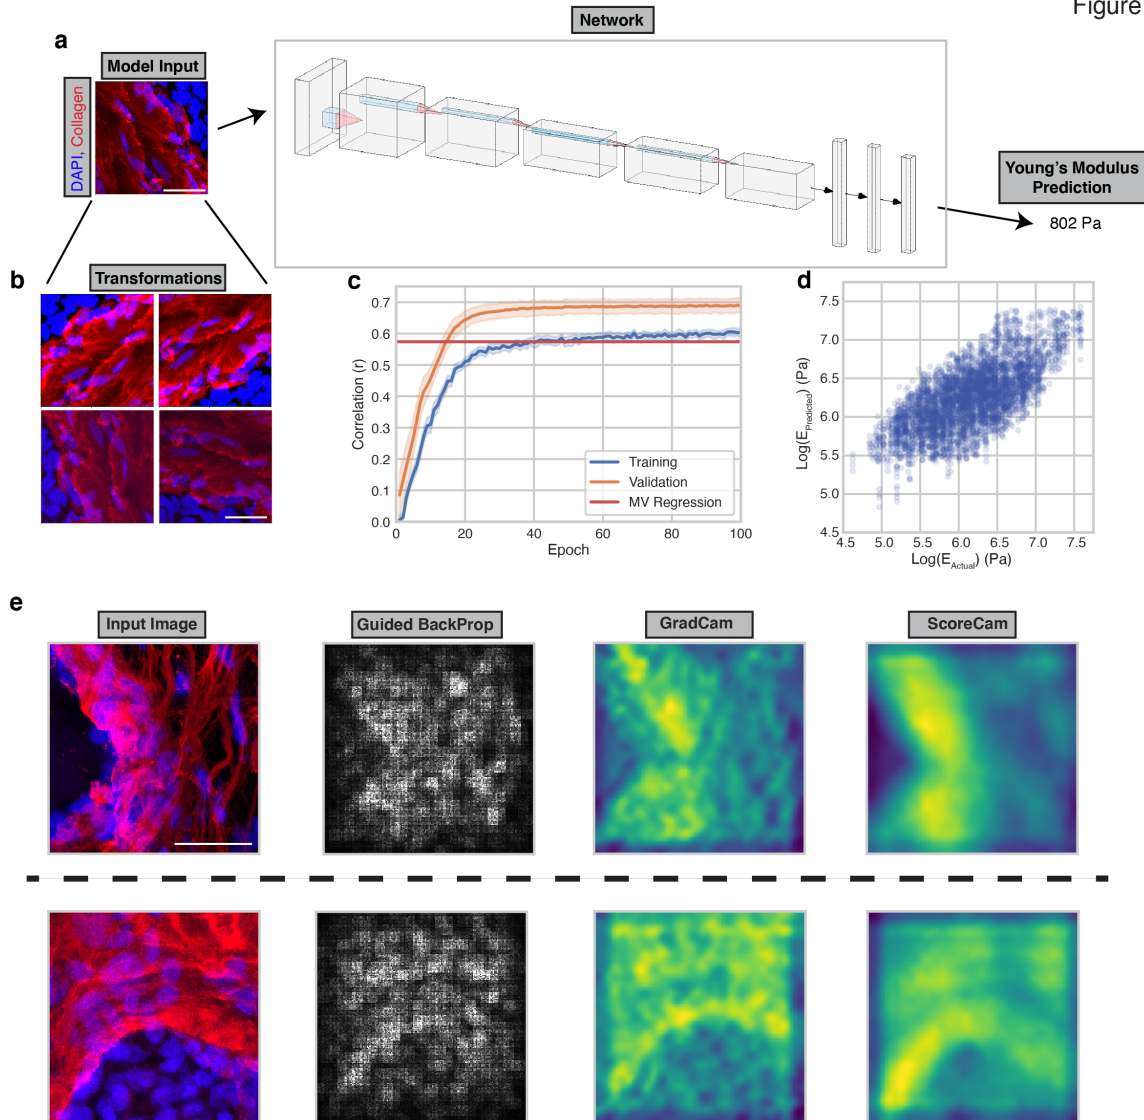 Figure
Network
a
Model Input
DAPI, Collagen
Young's Modulus
Prediction
802 Pa
b
Transformations
c
0.7
0.6
0.5
0.4
0.3
0.2
0.1
0.0
Correlation (r)
Training
Validation
MV Regression
0 20 40 60 80 100
Epoch
d
7.5
7.0
6.5
6.0
5.5
5.0
4.5
Log(E_Predicted) (Pa)
4.5 5.0 5.5 6.0 6.5 7.0 7.5
Log(E_Actual) (Pa)
e
Input Image
Guided BackProp
GradCam
ScoreCam